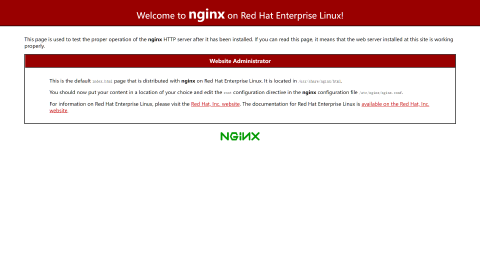 Welcome to nginx on Red Hat Enterprise Linux!
This page is used to test the proper operation of the nginx HTTP server after it has been installed. If you can read this page, it means that the web server installed at this site is working
properly.
Website Administrator
This is the default index.html page that is distributed with nginx on Red Hat Enterprise Linux. It is located in /usr/share/nginx/html.
You should now put your content in a location of your choice and edit the root configuration directive in the nginx configuration file /etc/nginx/nginx.conf.
For information on Red Hat Enterprise Linux, please visit the Red Hat, Inc. website. The documentation for Red Hat Enterprise Linux is available on the Red Hat, Inc.
website.
NGINX